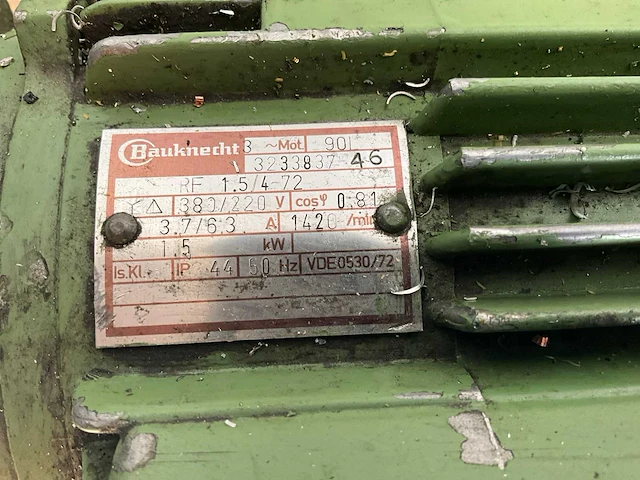 Bauknecht 3 ~Mot. 90L
3233837-46
RF 1.5/4-72
Y Δ 380/220 V cosφ 0.81
3.7/6.3 A 1420 /min
1.5 kW
Is.Kl. IP 44 50 Hz VDE0530/72